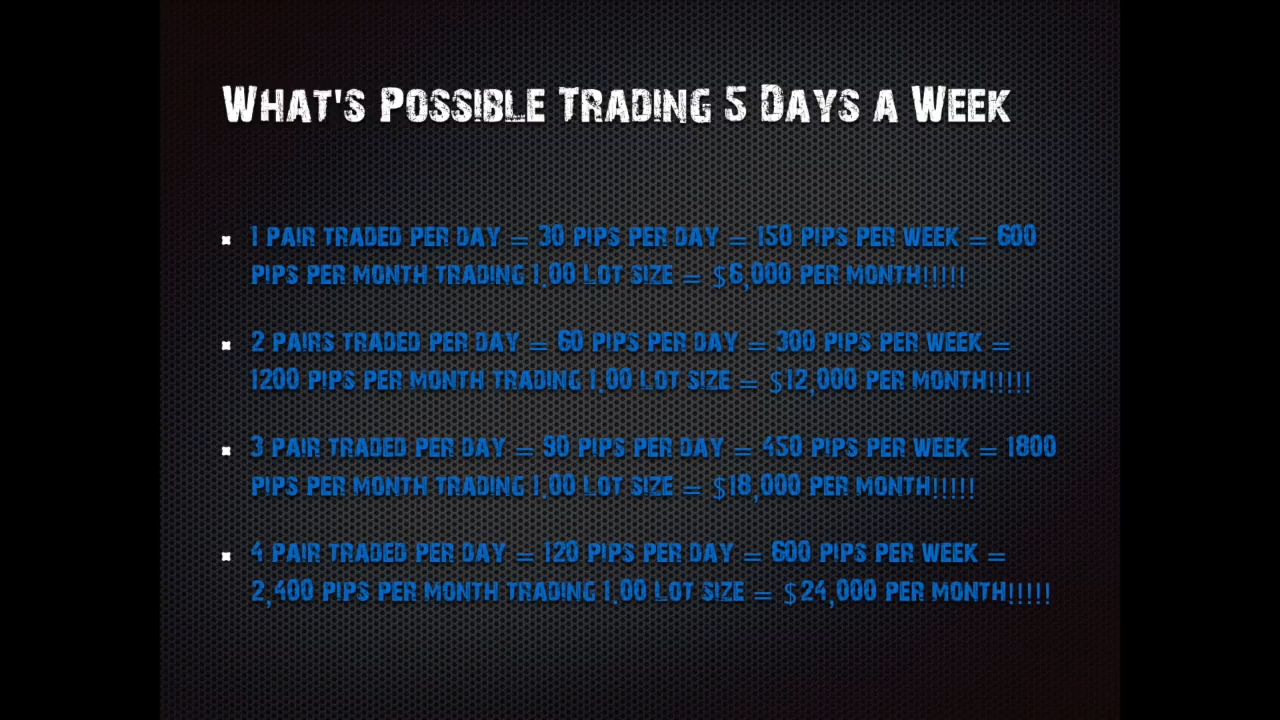 What's Possible Trading 5 Days a Week
1 pair traded per day = 30 pips per day = 150 pips per week = 600
pips per month trading 1.00 lot size = $6,000 per month!!!!!
2 pairs traded per day = 60 pips per day = 300 pips per week =
1200 pips per month trading 1.00 lot size = $12,000 per month!!!!!
3 pair traded per day = 90 pips per day = 450 pips per week = 1800
pips per month trading 1.00 lot size = $18,000 per month!!!!!
4 pair traded per day = 120 pips per day = 600 pips per week =
2,400 pips per month trading 1.00 lot size = $24,000 per month!!!!!